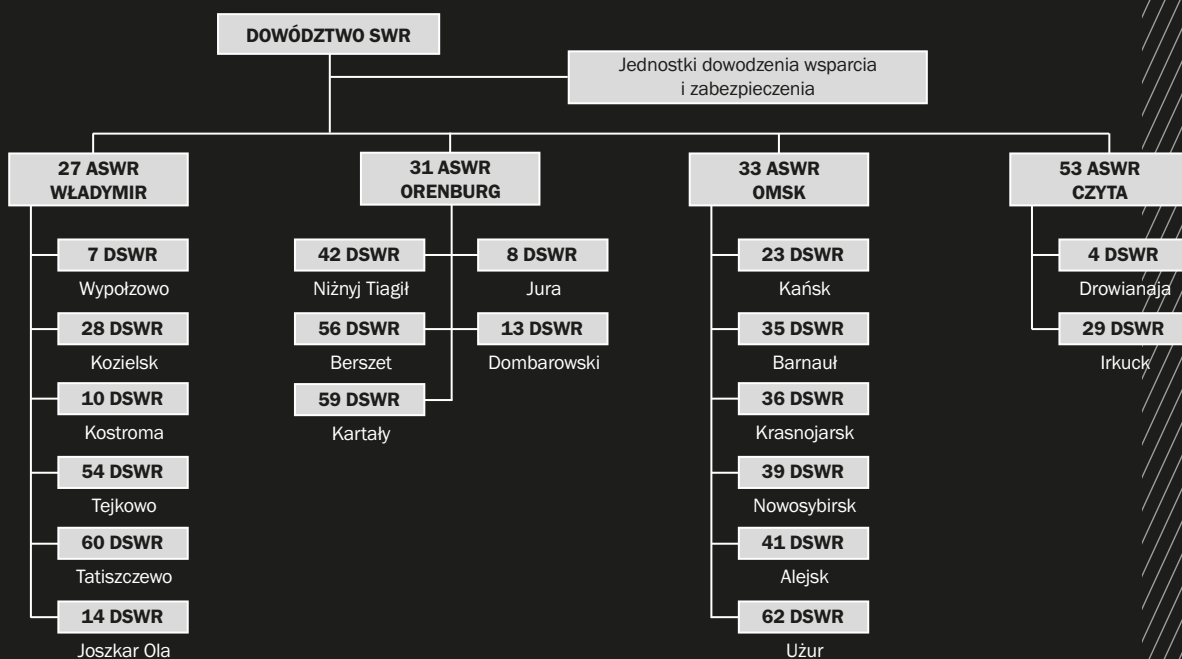 DOWÓDZTWO SWR
Jednostki dowodzenia wsparcia
i zabezpieczenia
27 ASWR
WŁADYMIR
7 DSWR
Wypołzowo
28 DSWR
Kozielsk
10 DSWR
Kostroma
54 DSWR
Tejkowo
60 DSWR
Tatiszczewo
14 DSWR
Joszkar Ola
31 ASWR
ORENBURG
42 DSWR
Niżnyj Tiagił
56 DSWR
Berszet
59 DSWR
Kartały
8 DSWR
Jura
13 DSWR
Dombarowski
33 ASWR
OMSK
23 DSWR
Kańsk
35 DSWR
Barnauł
36 DSWR
Krasnojarsk
39 DSWR
Nowosybirsk
41 DSWR
Alejsk
62 DSWR
Użur
53 ASWR
CZYTA
4 DSWR
Drowianaja
29 DSWR
Irkuck